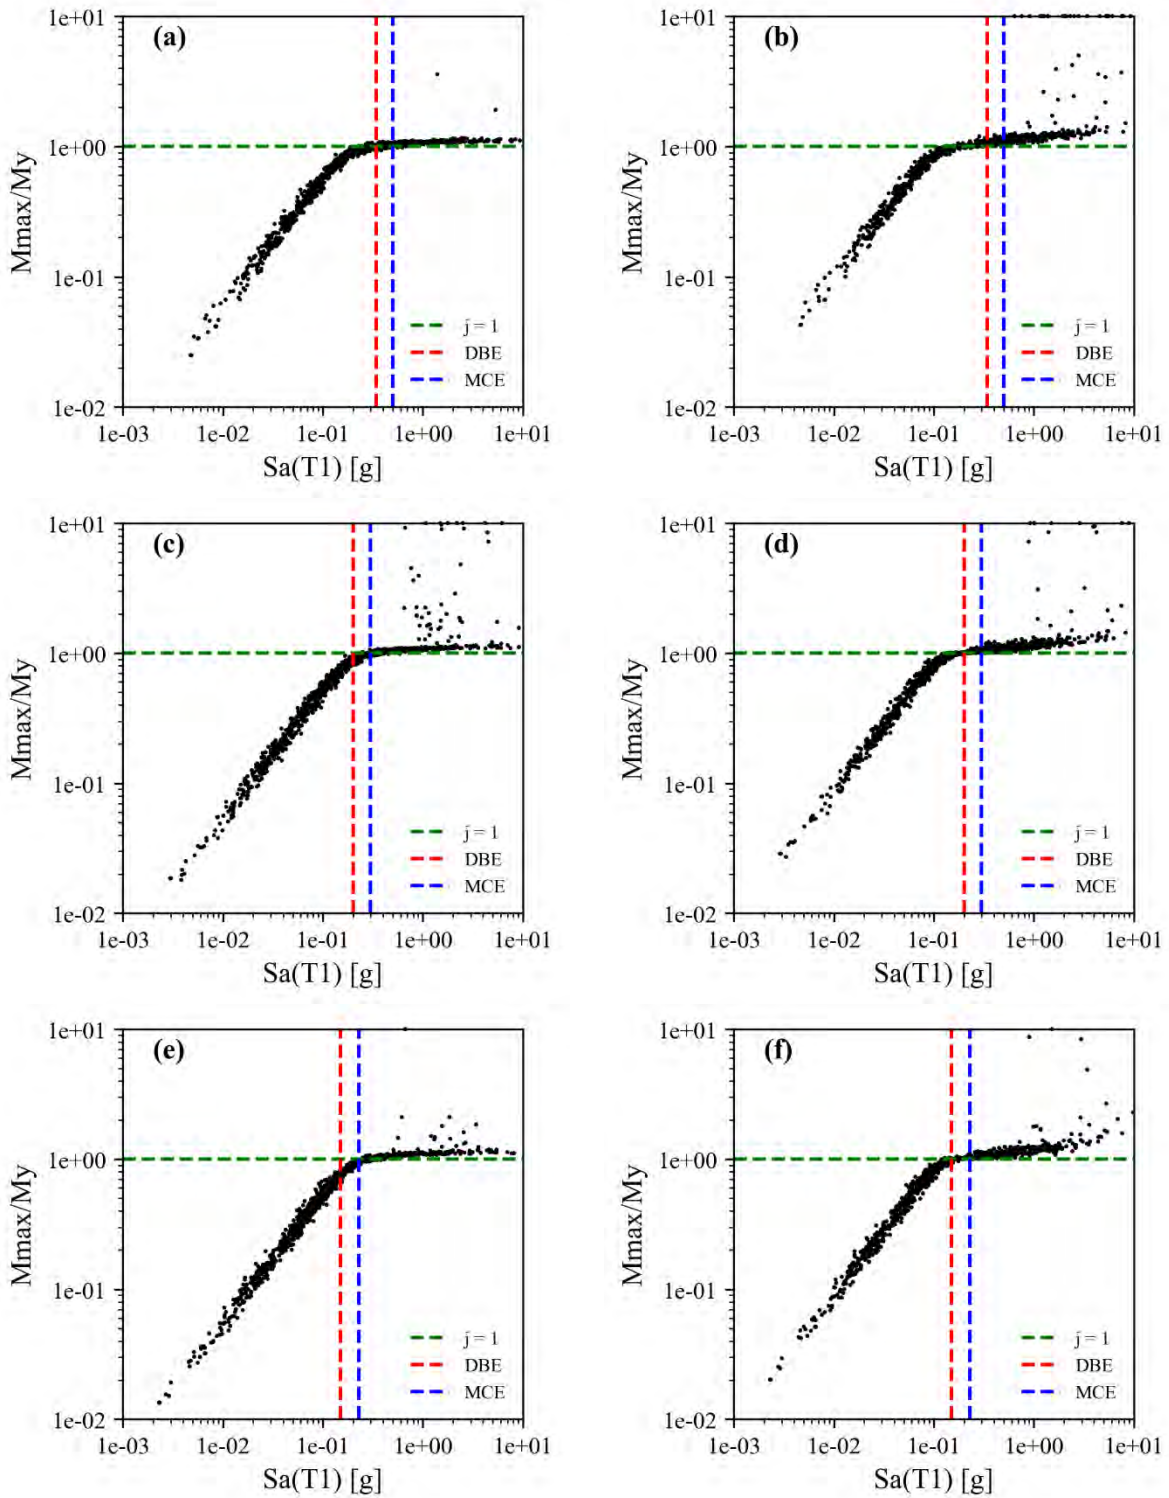 (a)
1e+01
1e+00
1e-01
1e-02
Mmax/My
j = 1
DBE
MCE
1e-03 1e-02 1e-01 1e+00 1e+01
Sa(T1) [g]
(b)
1e+01
1e+00
1e-01
1e-02
Mmax/My
j = 1
DBE
MCE
1e-03 1e-02 1e-01 1e+00 1e+01
Sa(T1) [g]
(c)
1e+01
1e+00
1e-01
1e-02
Mmax/My
j = 1
DBE
MCE
1e-03 1e-02 1e-01 1e+00 1e+01
Sa(T1) [g]
(d)
1e+01
1e+00
1e-01
1e-02
Mmax/My
j = 1
DBE
MCE
1e-03 1e-02 1e-01 1e+00 1e+01
Sa(T1) [g]
(e)
1e+01
1e+00
1e-01
1e-02
Mmax/My
j = 1
DBE
MCE
1e-03 1e-02 1e-01 1e+00 1e+01
Sa(T1) [g]
(f)
1e+01
1e+00
1e-01
1e-02
Mmax/My
j = 1
DBE
MCE
1e-03 1e-02 1e-01 1e+00 1e+01
Sa(T1) [g]